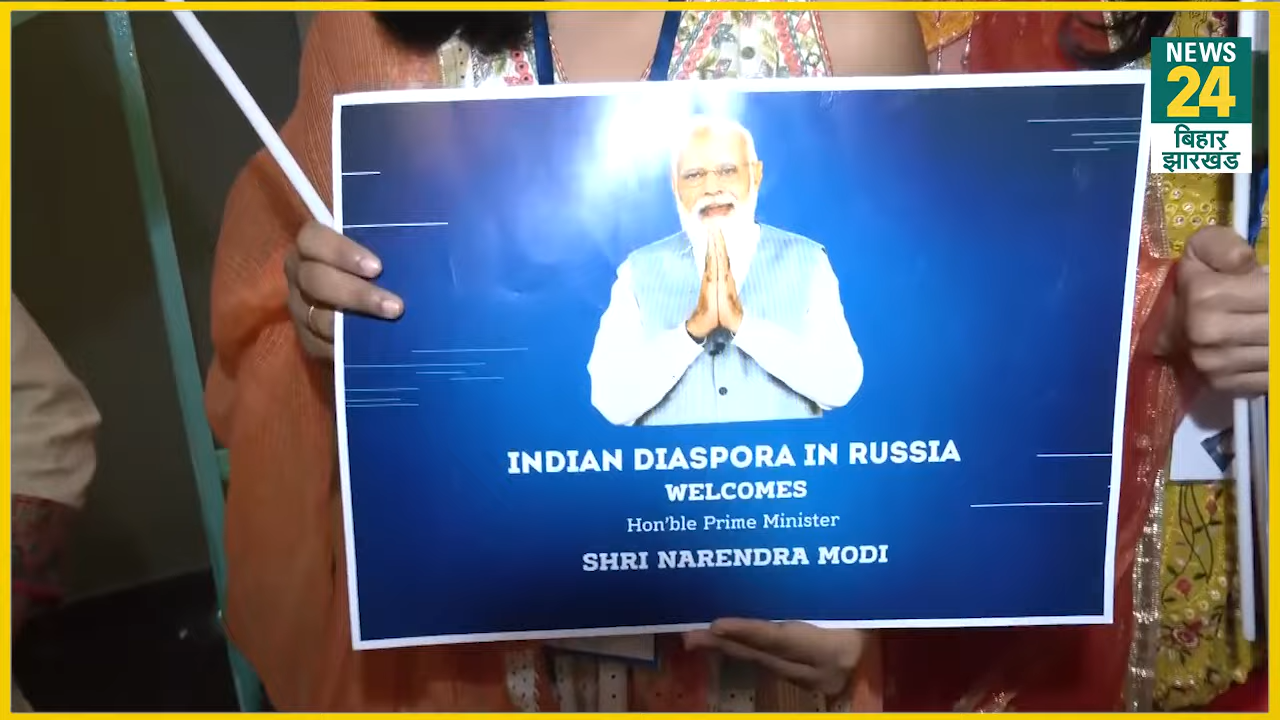 NEWS
24
बिहार
झारखंड
INDIAN DIASPORA IN RUSSIA
WELCOMES
Hon'ble Prime Minister
SHRI NARENDRA MODI